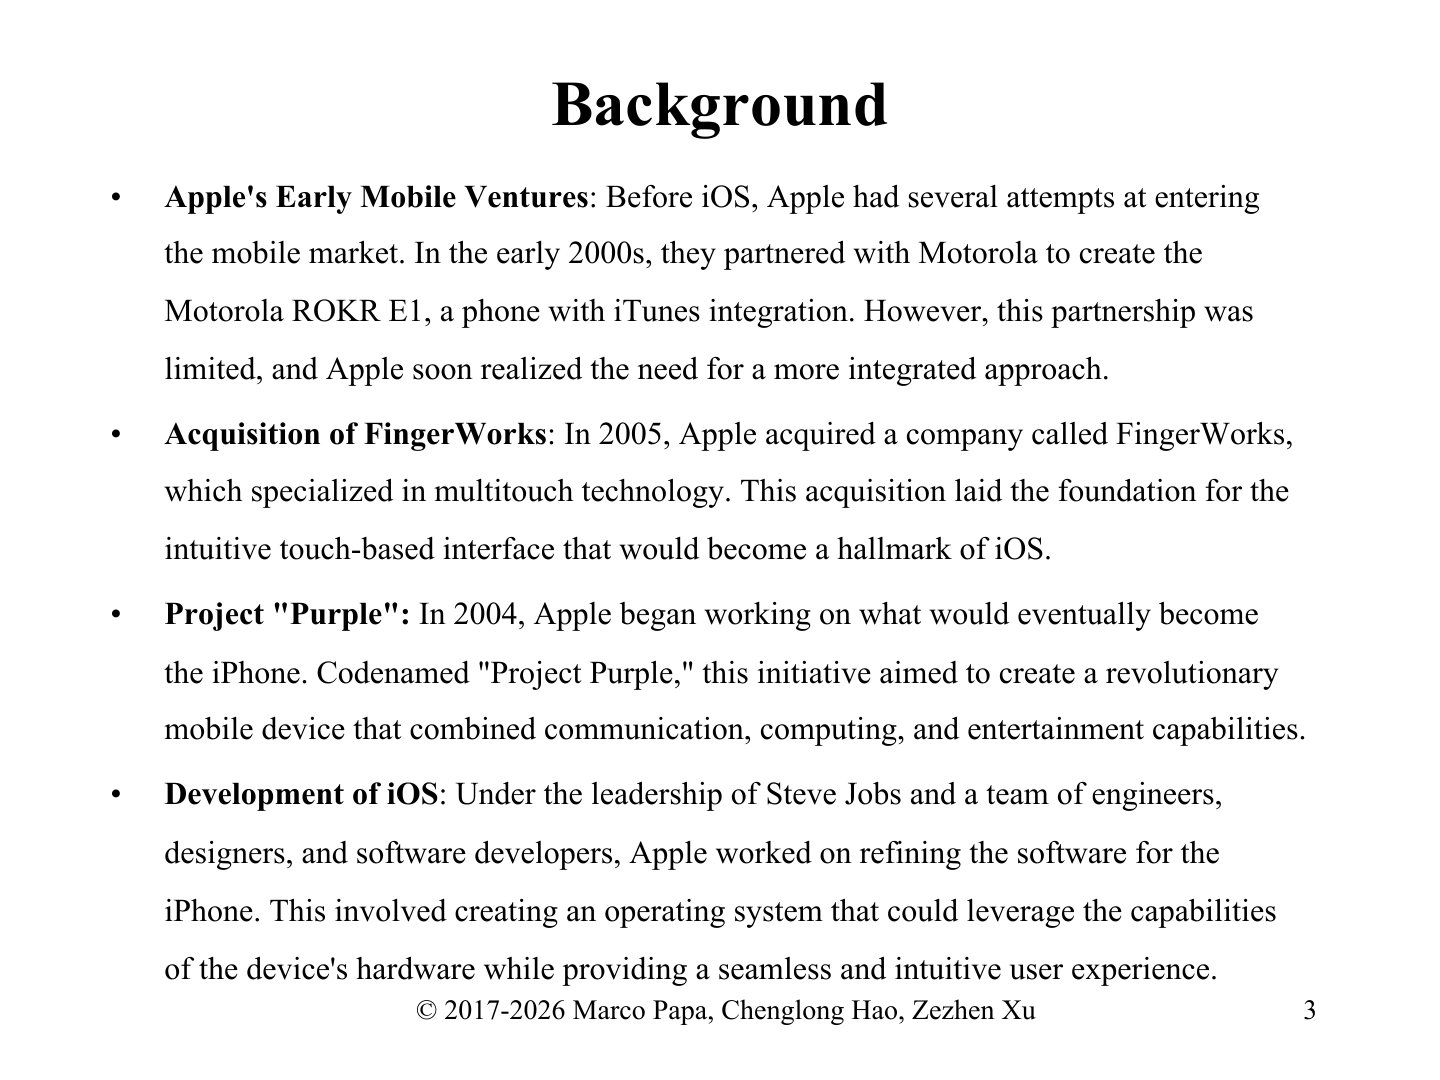 Background
• Apple's Early Mobile Ventures: Before iOS, Apple had several attempts at entering
the mobile market. In the early 2000s, they partnered with Motorola to create the
Motorola ROKR E1, a phone with iTunes integration. However, this partnership was
limited, and Apple soon realized the need for a more integrated approach.
• Acquisition of FingerWorks: In 2005, Apple acquired a company called FingerWorks,
which specialized in multitouch technology. This acquisition laid the foundation for the
intuitive touch-based interface that would become a hallmark of iOS.
• Project "Purple": In 2004, Apple began working on what would eventually become
the iPhone. Codenamed "Project Purple," this initiative aimed to create a revolutionary
mobile device that combined communication, computing, and entertainment capabilities.
• Development of iOS: Under the leadership of Steve Jobs and a team of engineers,
designers, and software developers, Apple worked on refining the software for the
iPhone. This involved creating an operating system that could leverage the capabilities
of the device's hardware while providing a seamless and intuitive user experience.
© 2017-2026 Marco Papa, Chenglong Hao, Zezhen Xu 3